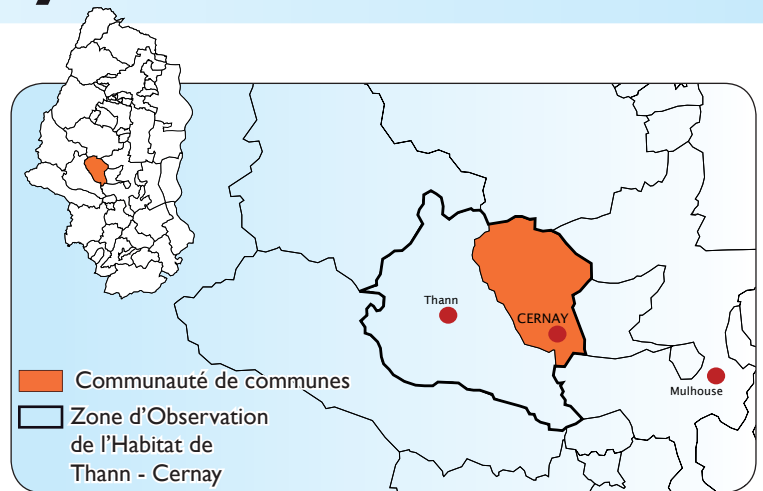 Thann
CERNAY
Mulhouse
Communauté de communes
Zone d'Observation
de l'Habitat de
Thann - Cernay